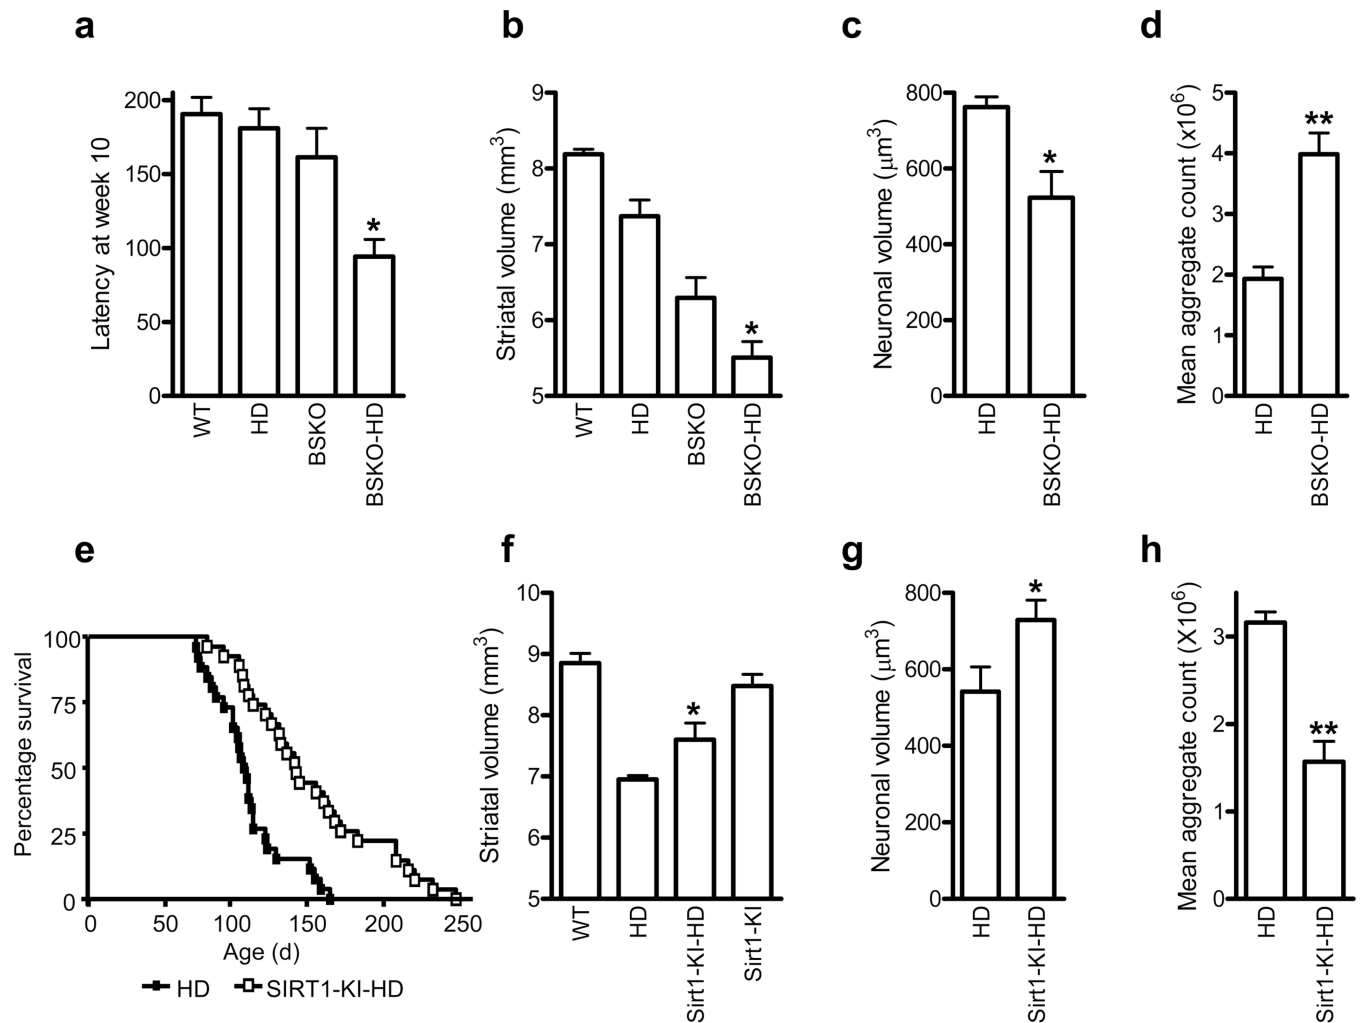 a
Latency at week 10
200
150
100
50
0
*
WT
HD
BSKO
BSKO-HD
b
Striatal volume (mm³)
9
8
7
6
5
*
WT
HD
BSKO
BSKO-HD
c
Neuronal volume (μm³)
800
600
400
200
0
*
HD
BSKO-HD
d
Mean aggregate count (x10⁶)
5
4
3
2
1
0
**
HD
BSKO-HD
e
Percentage survival
100
75
50
25
0
0
50
100
150
200
250
Age (d)
HD
SIRT1-KI-HD
f
Striatal volume (mm³)
10
9
8
7
6
5
*
WT
HD
Sirt1-KI-HD
Sirt1-KI
g
Neuronal volume (μm³)
800
600
400
200
0
*
HD
Sirt1-KI-HD
h
Mean aggregate count (X10⁶)
3
2
1
0
**
HD
Sirt1-KI-HD